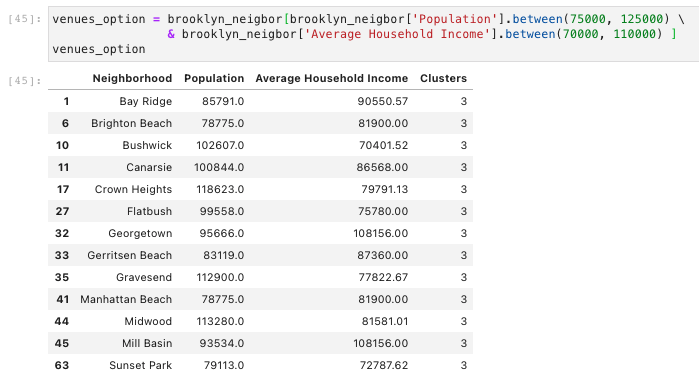 [45]: venues_option = brooklyn_neigbor[brooklyn_neigbor['Population'].between(75000, 125000) \
& brooklyn_neigbor['Average Household Income'].between(70000, 110000) ]
venues_option
[45]: Neighborhood Population Average Household Income Clusters
1 Bay Ridge 85791.0 90550.57 3
6 Brighton Beach 78775.0 81900.00 3
10 Bushwick 102607.0 70401.52 3
11 Canarsie 100844.0 86568.00 3
17 Crown Heights 118623.0 79791.13 3
27 Flatbush 99558.0 75780.00 3
32 Georgetown 95666.0 108156.00 3
33 Gerritsen Beach 83119.0 87360.00 3
35 Gravesend 112900.0 77822.67 3
41 Manhattan Beach 78775.0 81900.00 3
44 Midwood 113280.0 81581.01 3
45 Mill Basin 93534.0 108156.00 3
63 Sunset Park 79113.0 72787.62 3